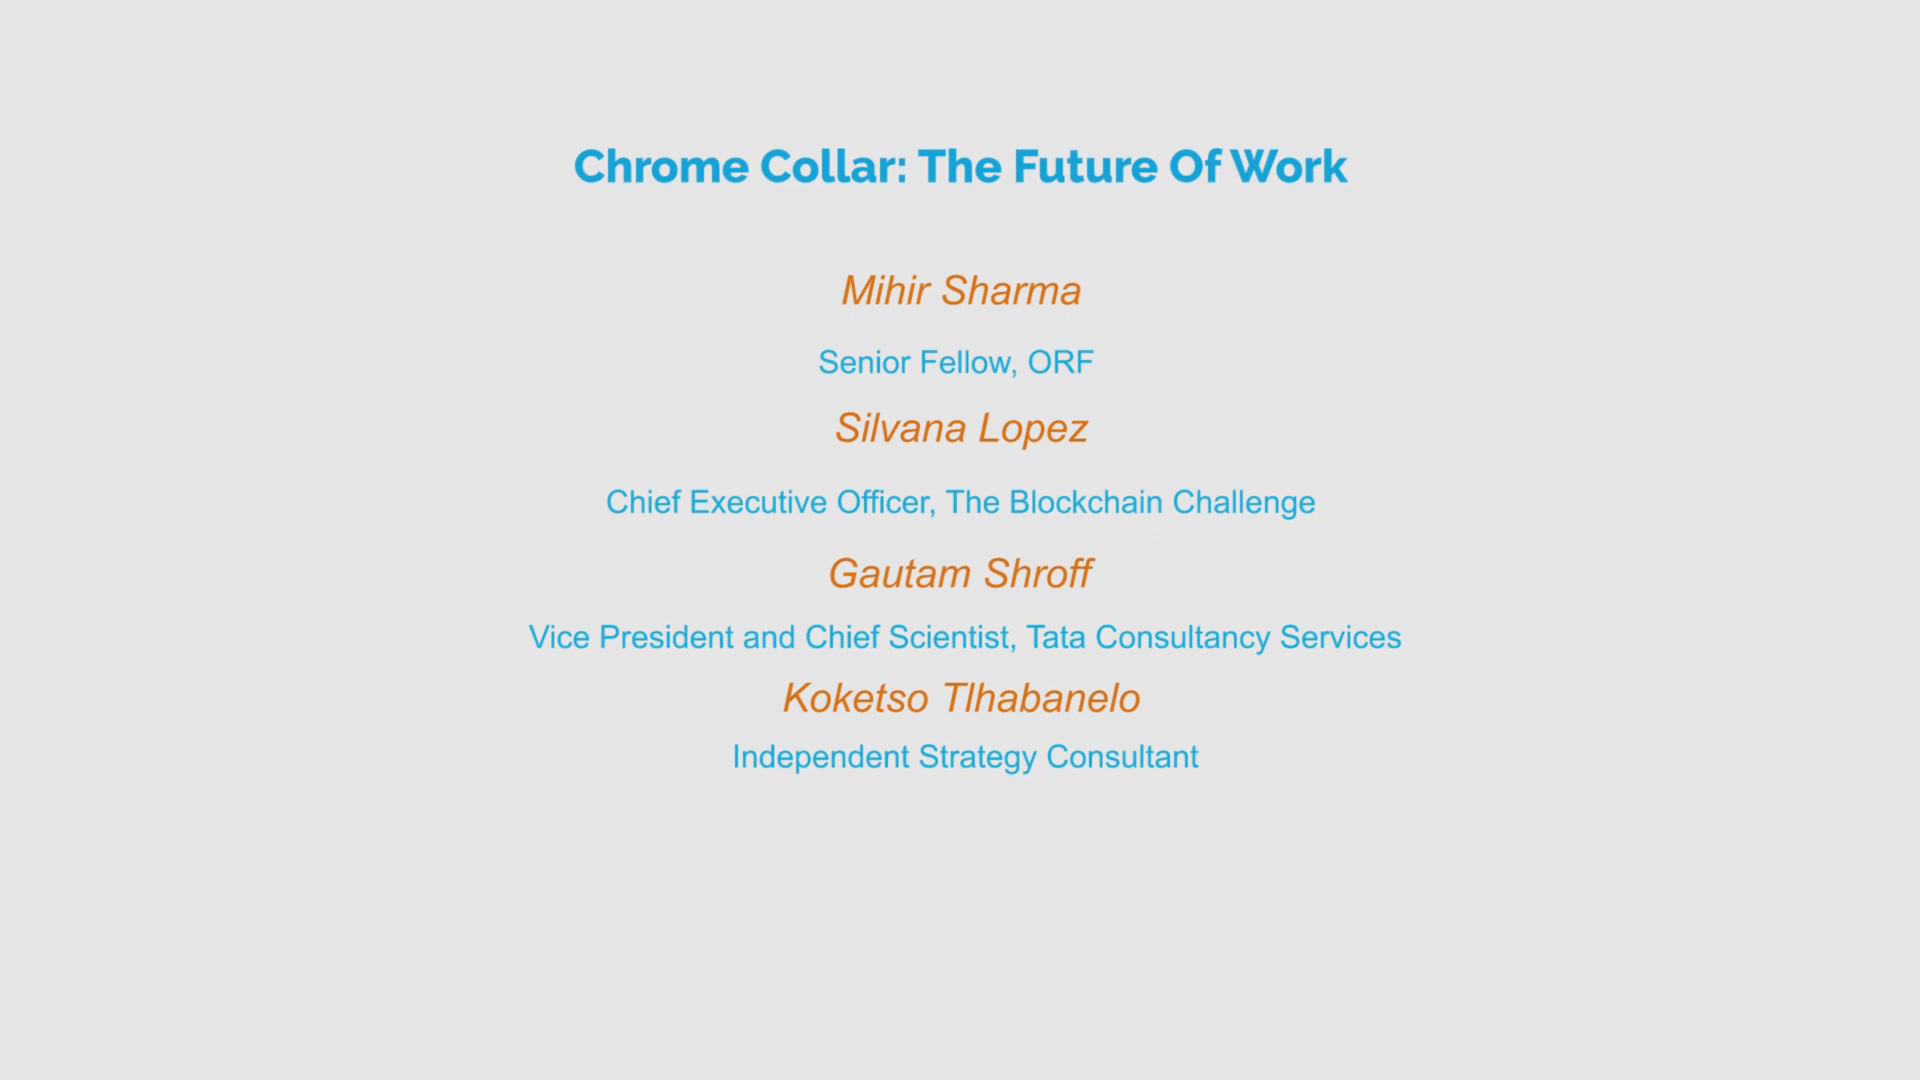 Chrome Collar: The Future Of Work
Mihir Sharma
Senior Fellow, ORF
Silvana Lopez
Chief Executive Officer, The Blockchain Challenge
Gautam Shroff
Vice President and Chief Scientist, Tata Consultancy Services
Koketso Tlhabanelo
Independent Strategy Consultant